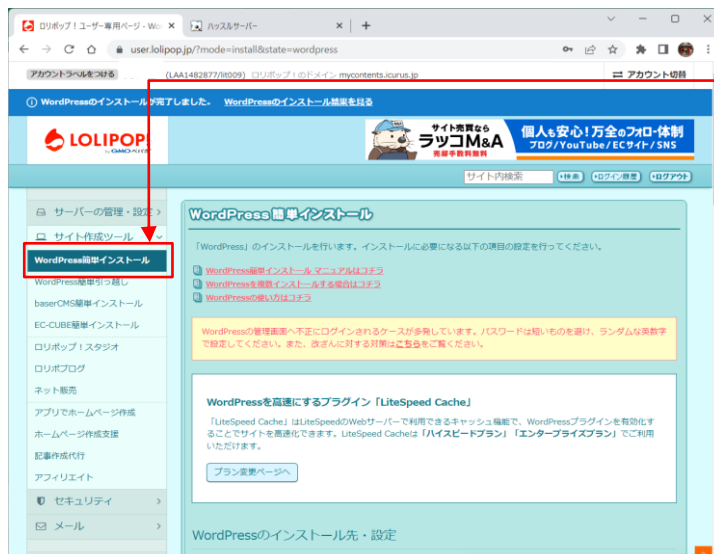 ロリポップ！ユーザー専用ページ - Wo
ハッスルサーバー
user.lolipop.jp/?mode=install&state=wordpress
アカウントラベルをつける
(LAA1482877/lit009) ロリポップ！のドメイン mycontents.icurus.jp
アカウント切替
WordPressのインストールが完了しました。 WordPressのインストール結果を見る
LOLIPOP!
by GMOペパボ
サイト売買なら
ラッコM&A
売却手数料無料
個人も安心！万全のフォロー体制
ブログ/YouTube/ECサイト/SNS
サイト内検索
検索
ログイン履歴
ログアウト
サーバーの管理・設定
サイト作成ツール
WordPress簡単インストール
WordPress簡単引っ越し
baserCMS簡単インストール
EC-CUBE簡単インストール
ロリポップ！スタジオ
ロリポブログ
ネット販売
アプリでホームページ作成
ホームページ作成支援
記事作成代行
アフィリエイト
セキュリティ
メール
WordPress簡単インストール
「WordPress」のインストールを行います。インストールに必要になる以下の項目の設定を行ってください。
WordPress簡単インストール マニュアルはコチラ
WordPressを複数インストールする場合はコチラ
WordPressの使い方はコチラ
WordPressの管理画面へ不正にログインされるケースが多発しています。パスワードは短いものを避け、ランダムな英数字
で設定してください。また、改ざんに対する対策はこちらをご覧ください。
WordPressを高速にするプラグイン「LiteSpeed Cache」
「LiteSpeed Cache」はLiteSpeedのWebサーバーで利用できるキャッシュ機能で、WordPressプラグインを有効化す
ることでサイトを高速化できます。LiteSpeed Cacheは「ハイスピードプラン」「エンタープライズプラン」でご利用
いただけます。
プラン変更ページへ
WordPressのインストール先・設定